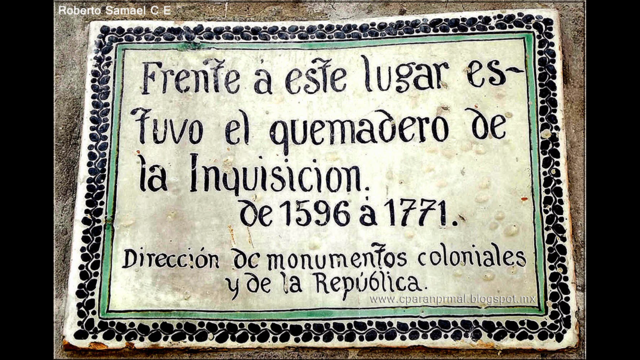 Roberto Samael C E
Frente á este lugar es-
tuvo el quemadero de
la Inquisicion.
de 1596 á 1771.
Dirección de monumentos coloniales
y de la República.
www.cparanprmal.blogspot.mx